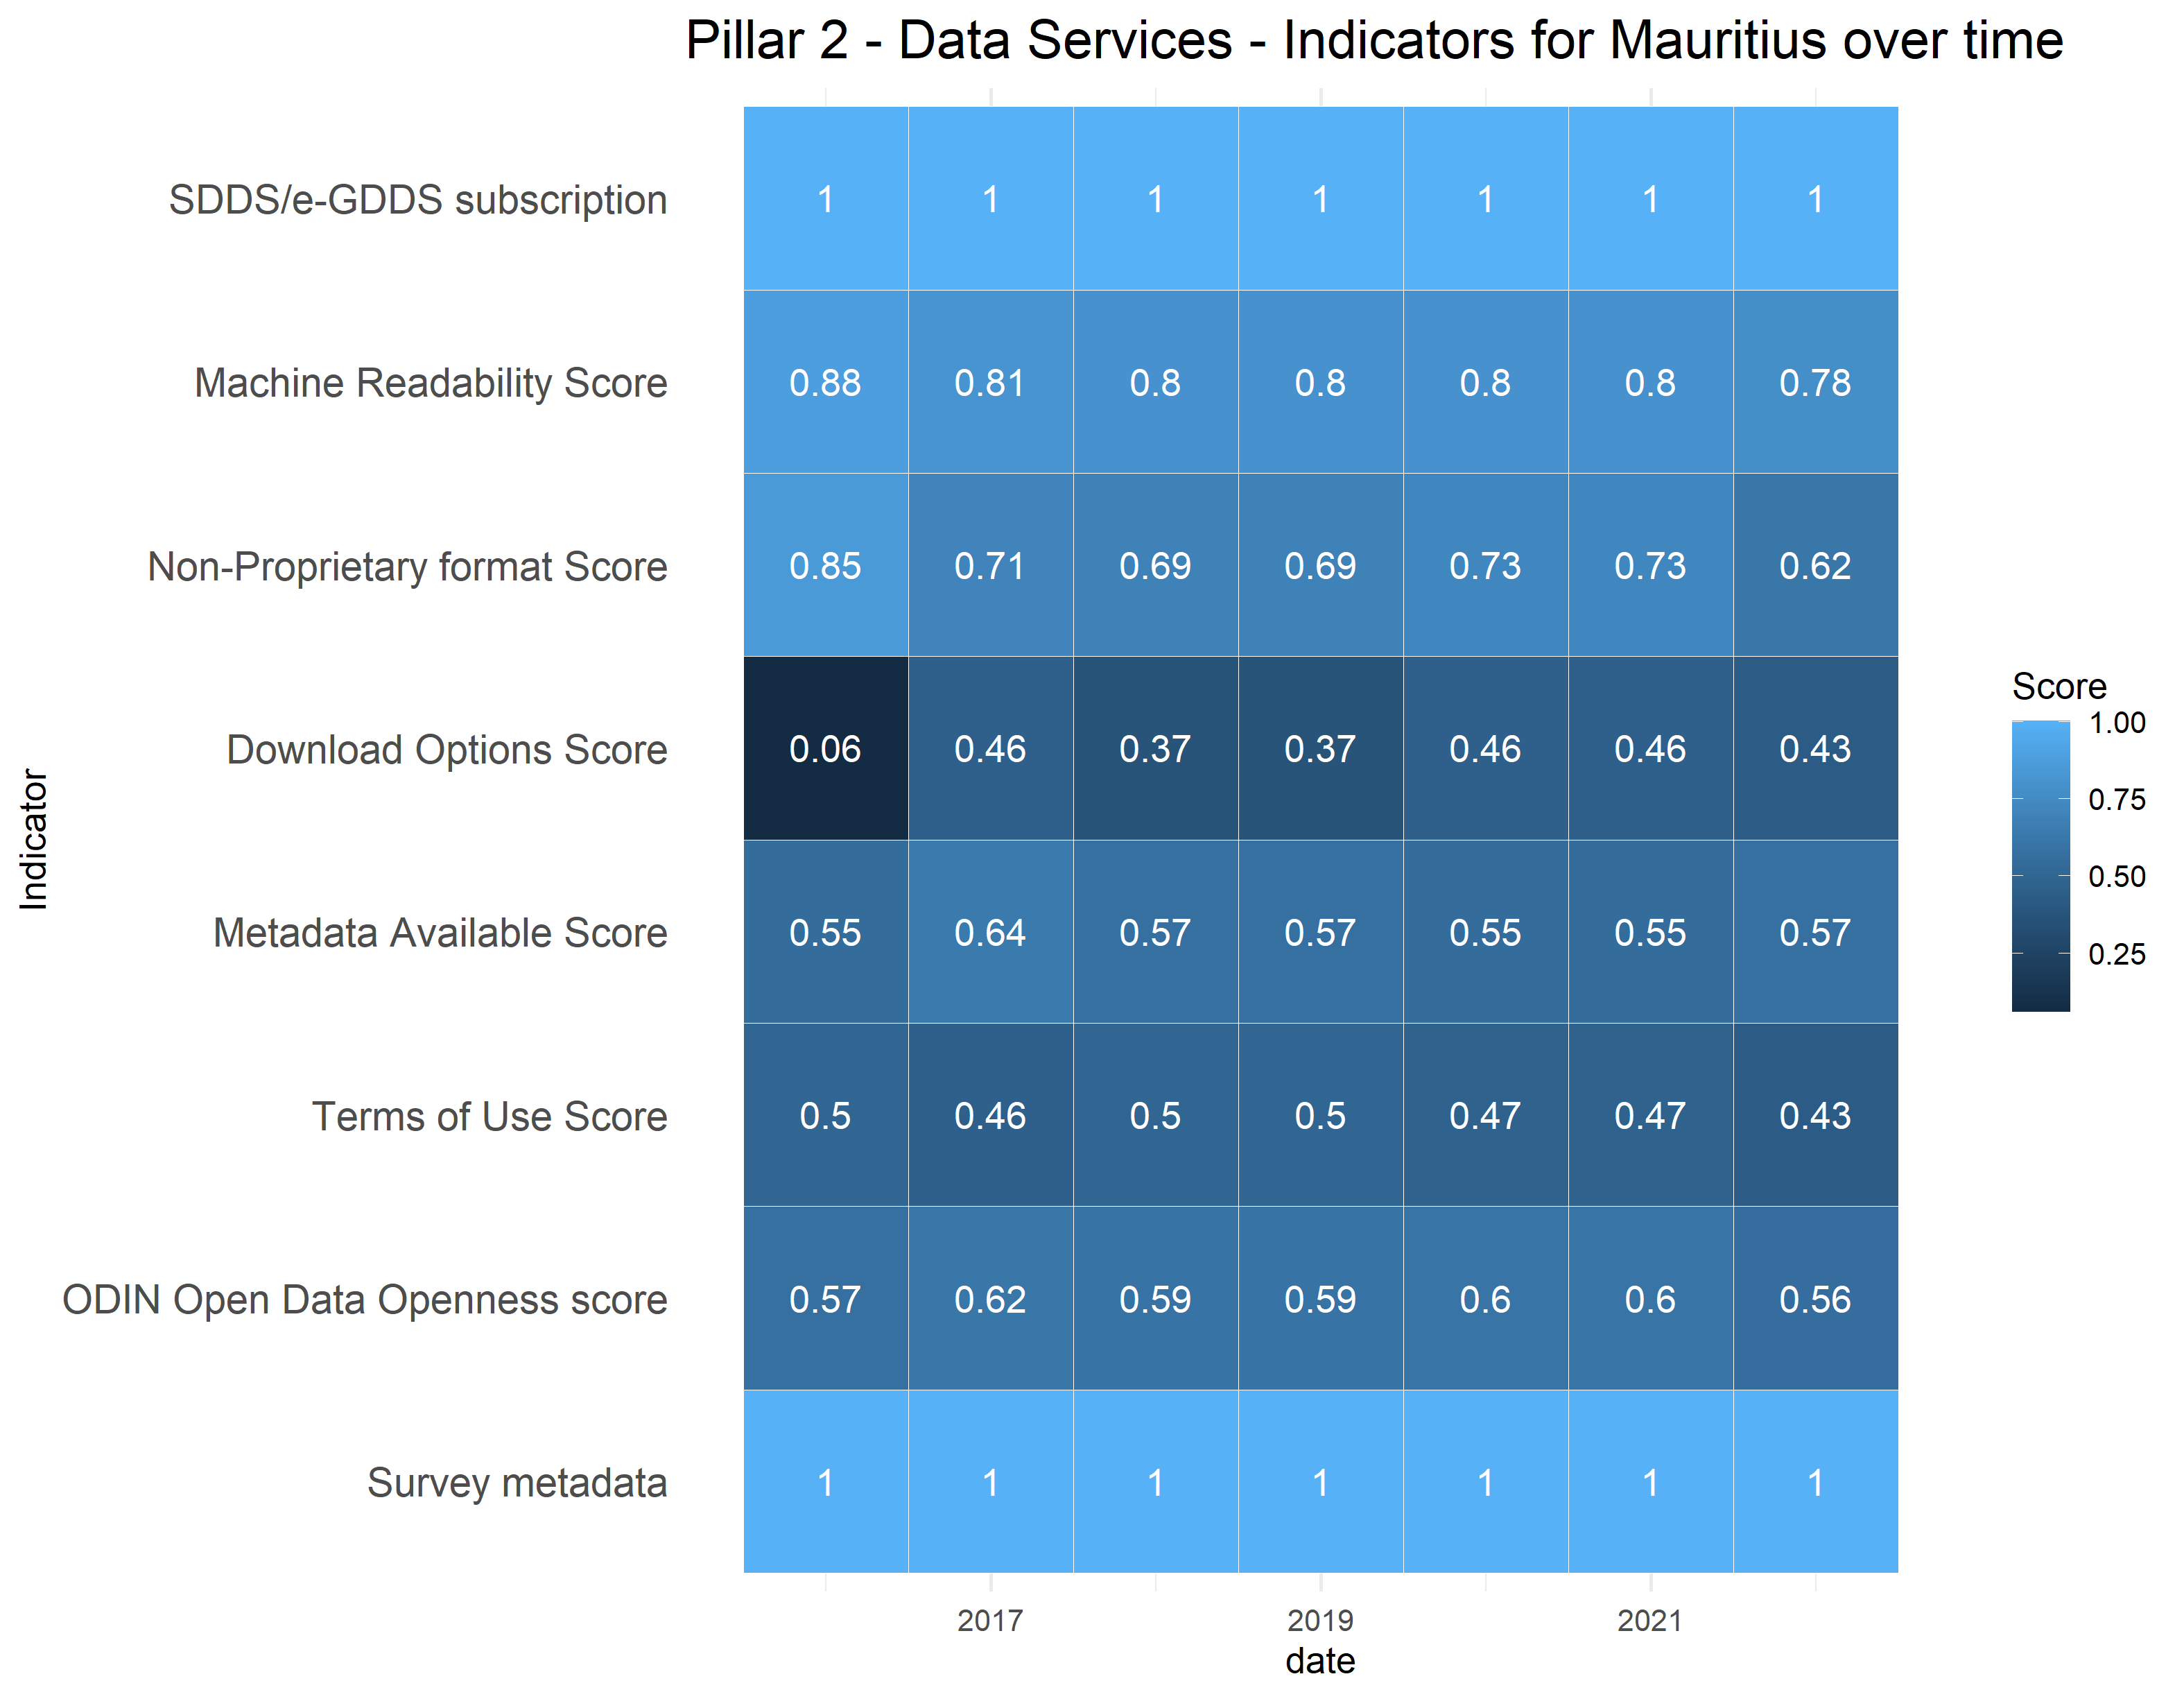 Pillar 2 - Data Services - Indicators for Mauritius over time
SDDS/e-GDDS subscription 1 1 1 1 1 1 1
Machine Readability Score 0.88 0.81 0.8 0.8 0.8 0.8 0.78
Non-Proprietary format Score 0.85 0.71 0.69 0.69 0.73 0.73 0.62
Download Options Score 0.06 0.46 0.37 0.37 0.46 0.46 0.43
Metadata Available Score 0.55 0.64 0.57 0.57 0.55 0.55 0.57
Terms of Use Score 0.5 0.46 0.5 0.5 0.47 0.47 0.43
ODIN Open Data Openness score 0.57 0.62 0.59 0.59 0.6 0.6 0.56
Survey metadata 1 1 1 1 1 1 1
2017 2019 2021
date
Indicator
Score
1.00
0.75
0.50
0.25